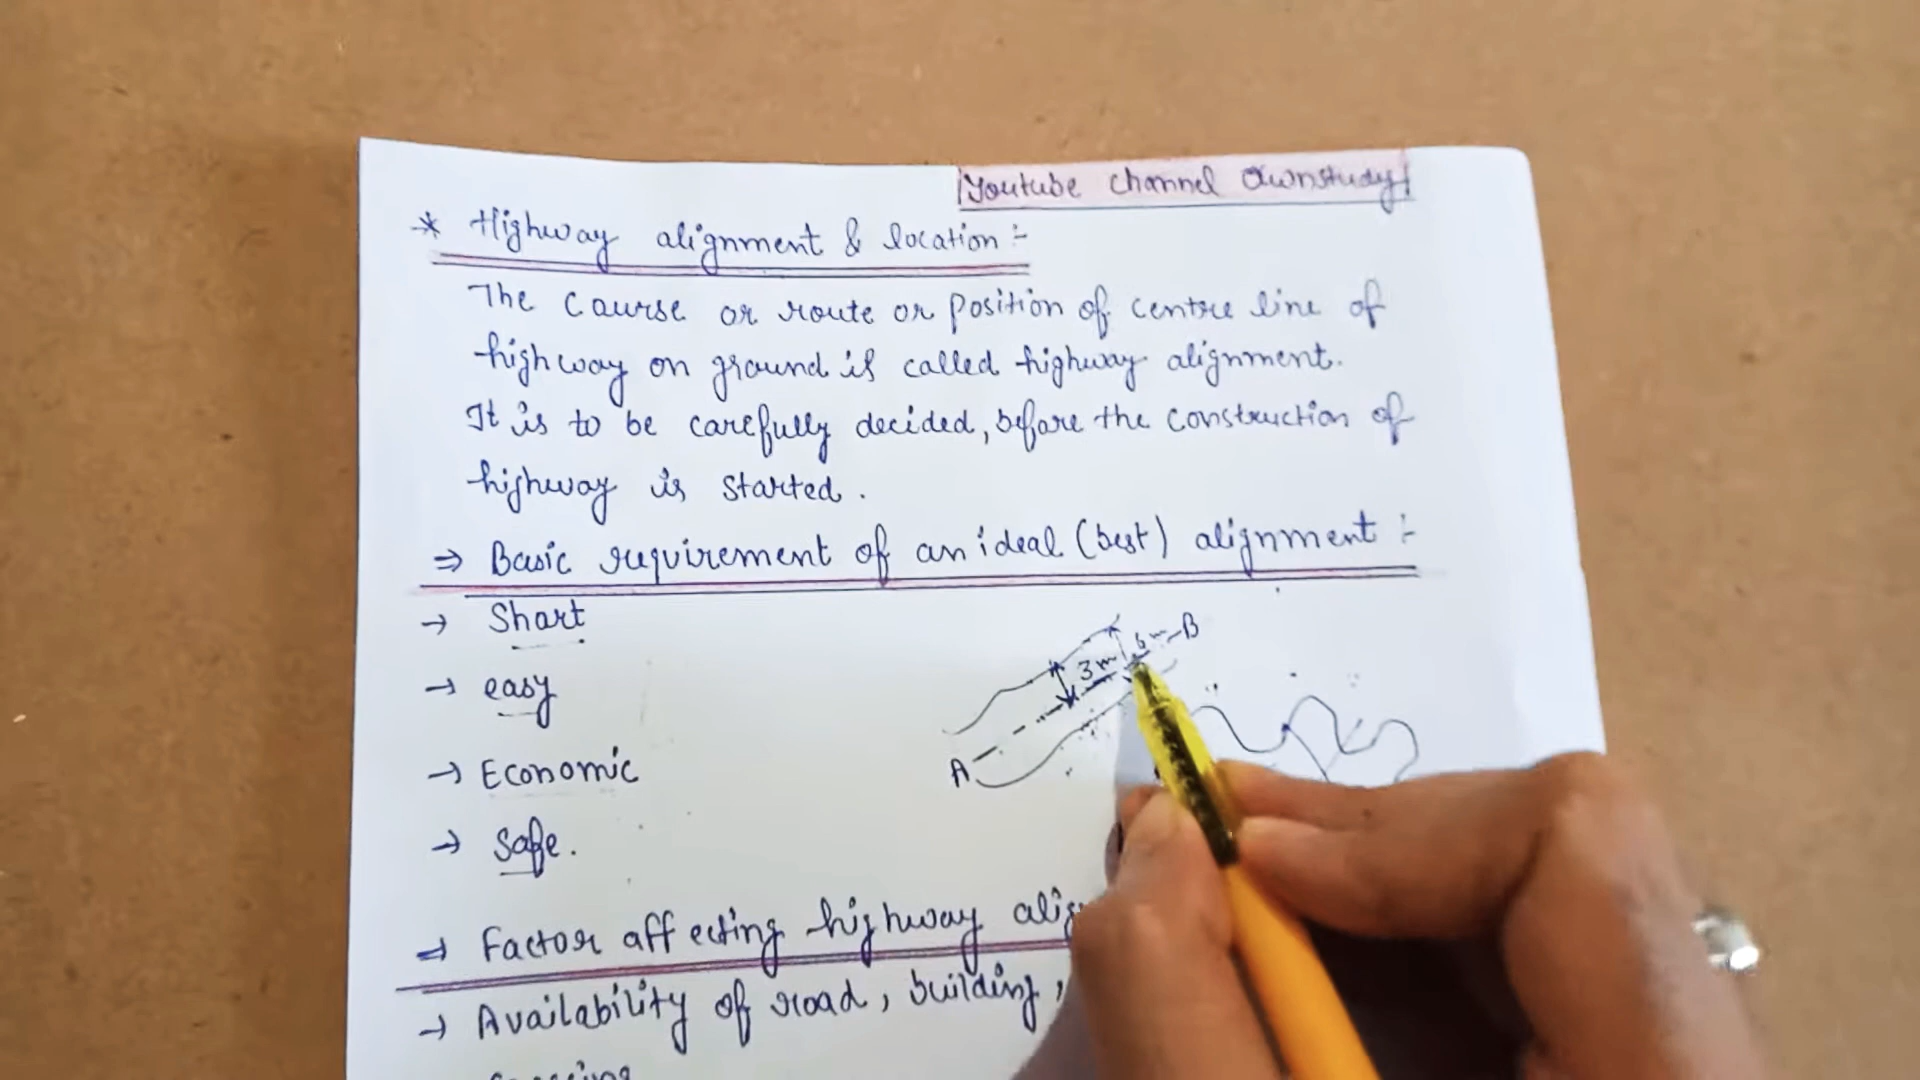 Youtube channel Ownstudy
* Highway alignment & location :-
The course or route or position of centre line of
highway on ground is called highway alignment.
It is to be carefully decided, before the construction of
highway is started.
⇒ Basic requirement of an ideal (best) alignment :-
→ Short
→ easy
→ Economic
→ safe.
A
3m
6m
B
⇒ Factor affecting highway
→ Availability of road, building,